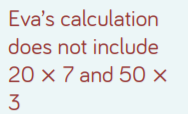 Eva's calculation
does not include
20 × 7 and 50 ×
3